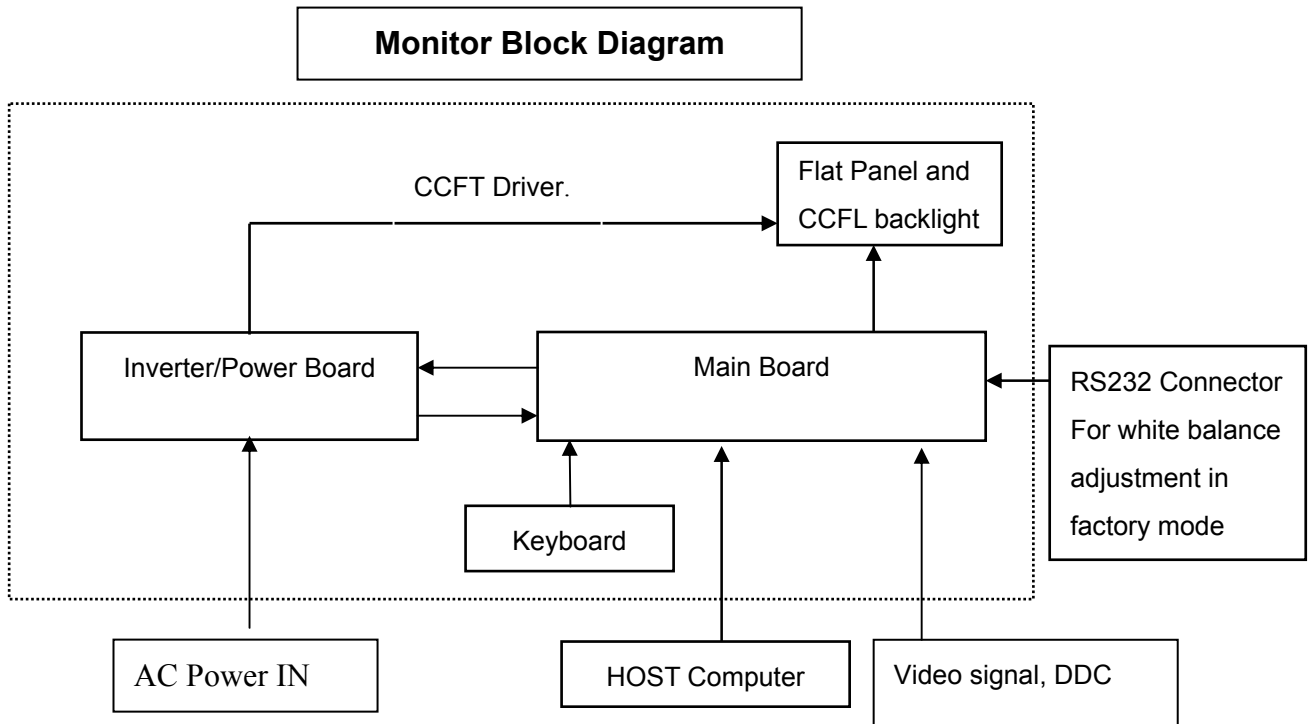 Monitor Block Diagram
CCFT Driver.
Flat Panel and
CCFL backlight
Inverter/Power Board
Main Board
RS232 Connector
For white balance
adjustment in
factory mode
Keyboard
AC Power IN
HOST Computer
Video signal, DDC